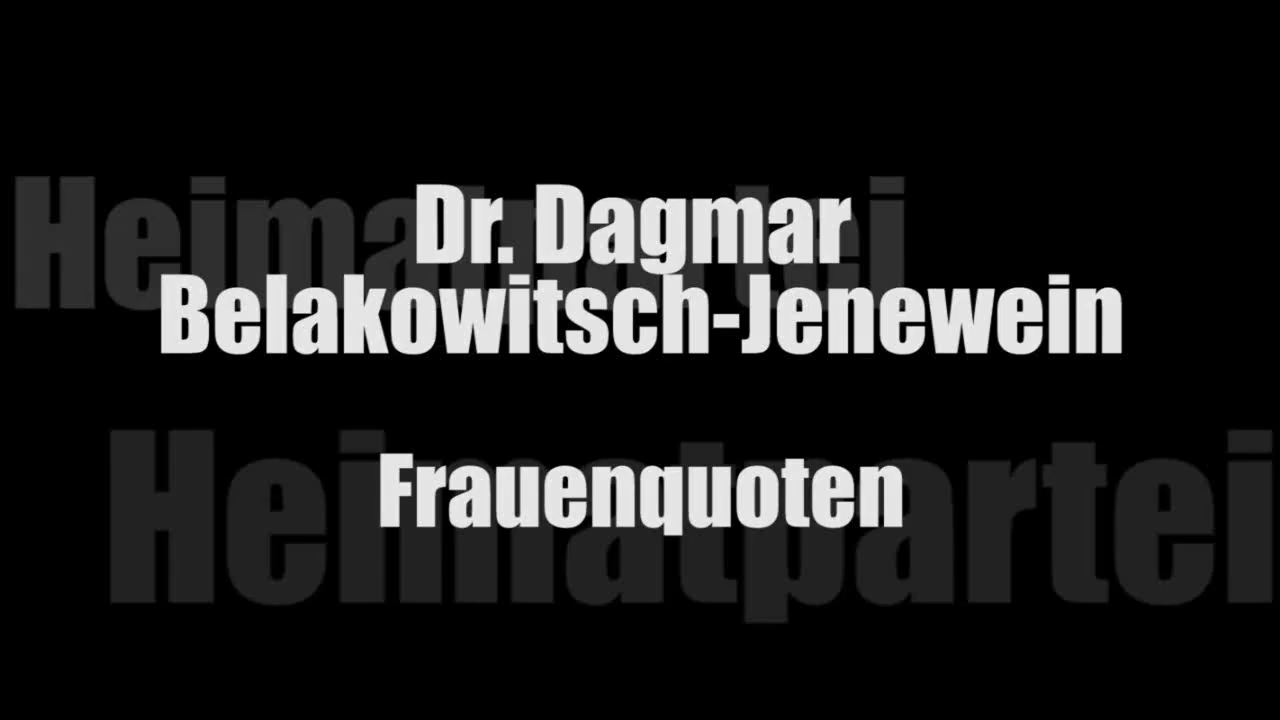 Heimatpartei
Dr. Dagmar
Belakowitsch-Jenewein
Heimatpartei
Frauenquoten